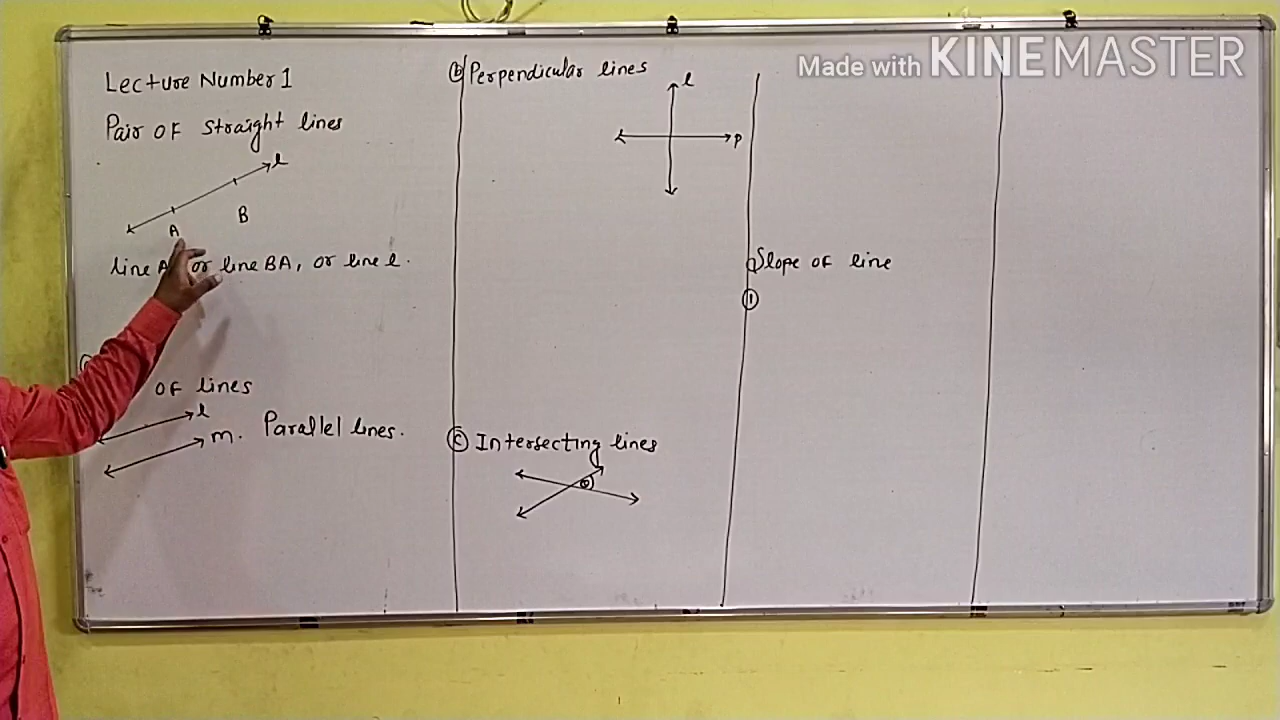 Lecture Number 1
Pair of straight lines
l
A
B
line A or line BA, or line l.
of lines
l
m. Parallel lines.
(b) Perpendicular lines
l
p
(c) Intersecting lines
Slope of line
①
Made with KINEMASTER